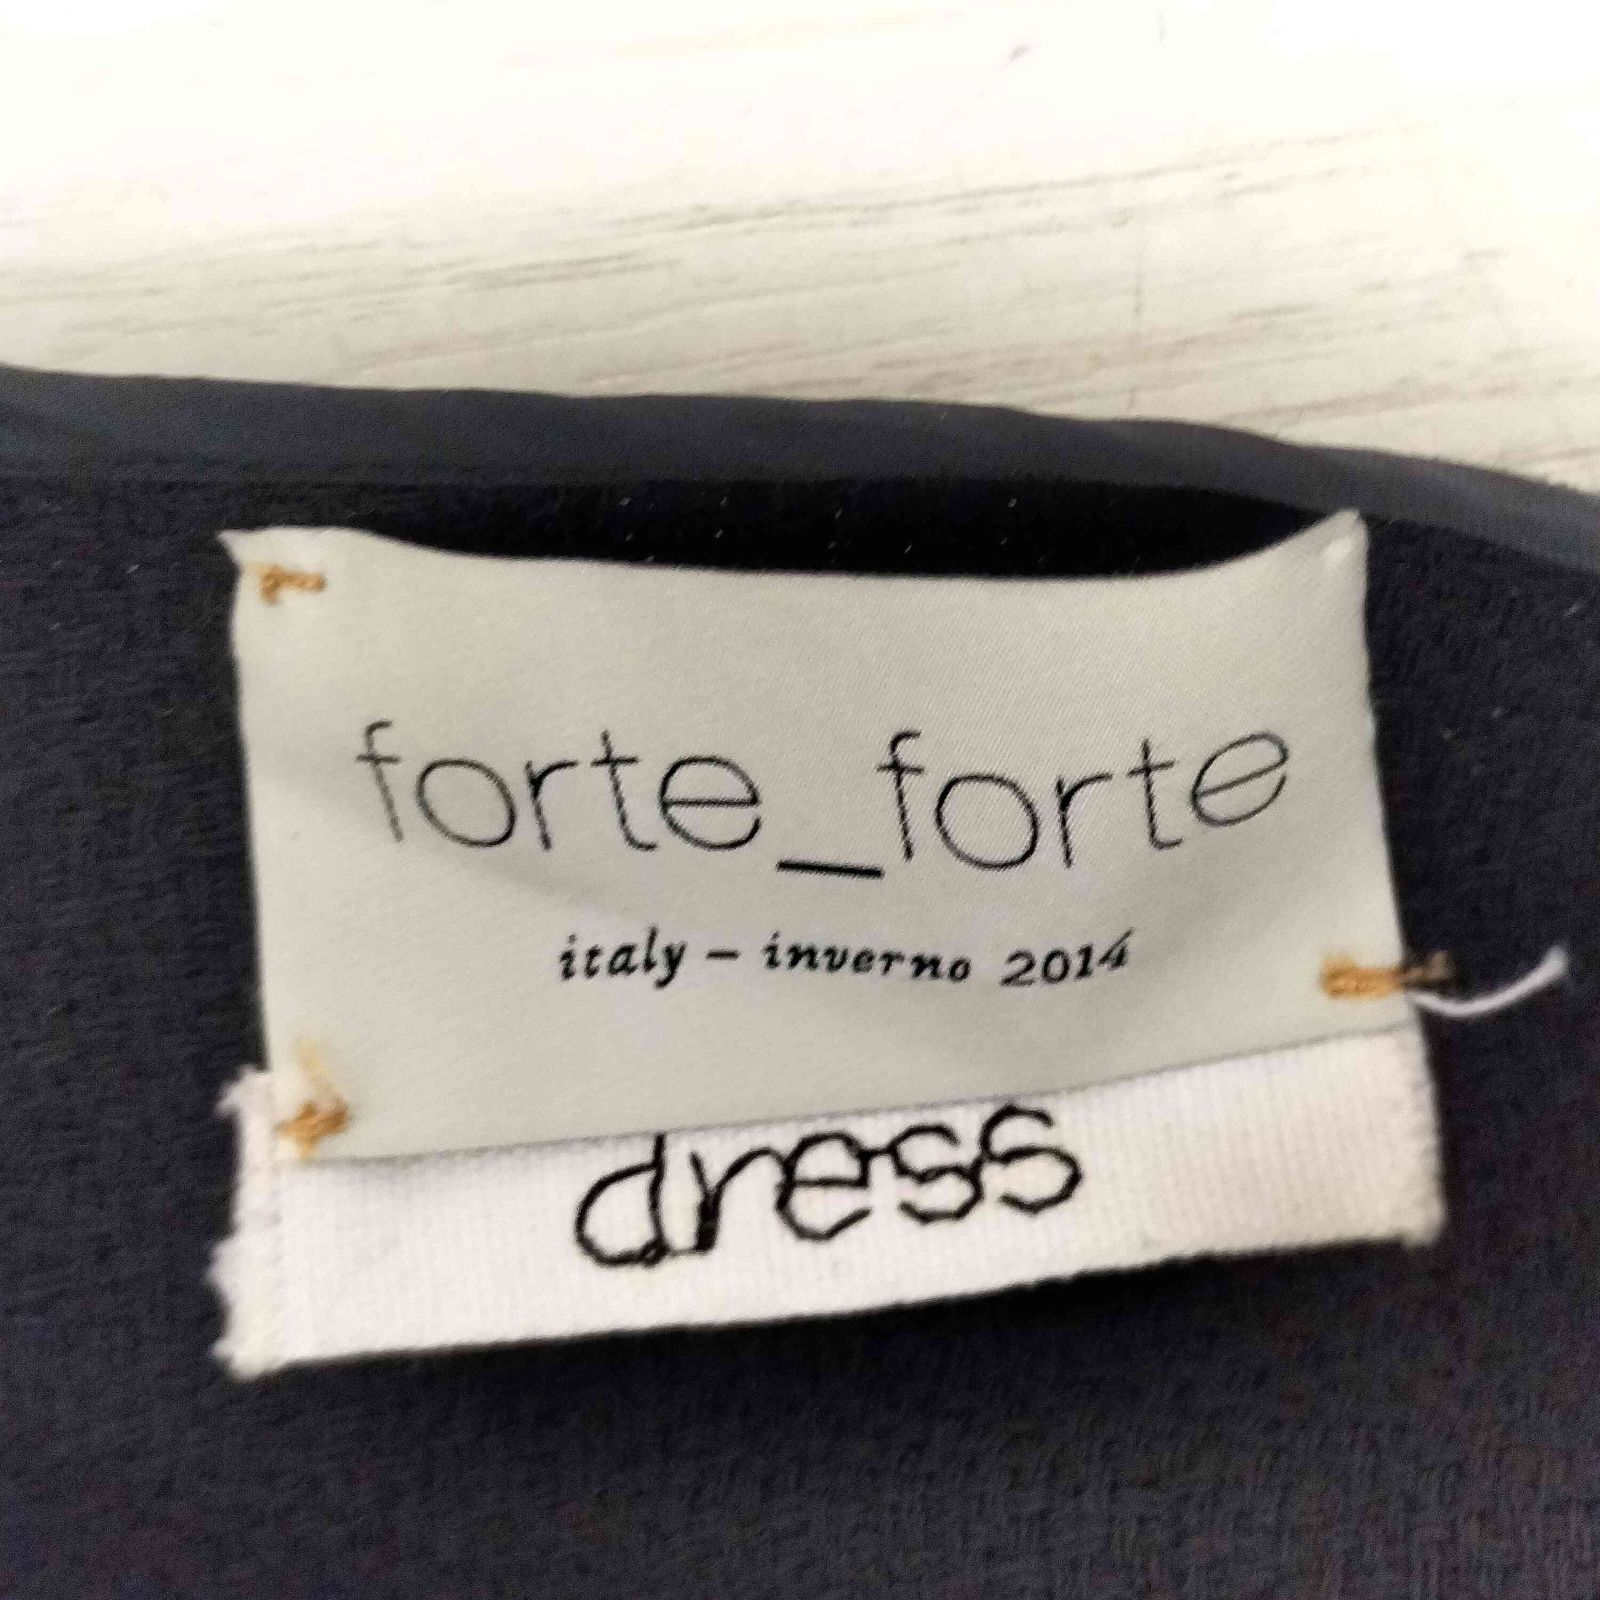 forte_forte
italy – inverno 2014
dress